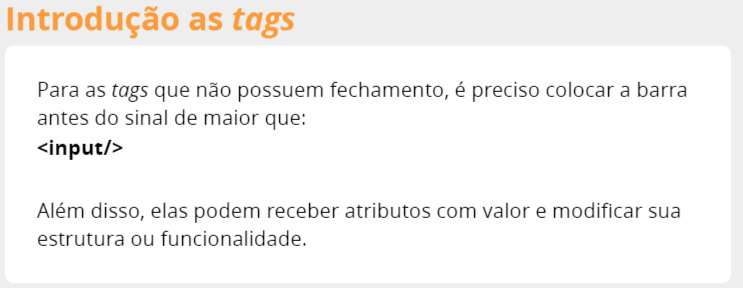 Introdução as tags
Para as tags que não possuem fechamento, é preciso colocar a barra
antes do sinal de maior que:
<input/>
Além disso, elas podem receber atributos com valor e modificar sua
estrutura ou funcionalidade.